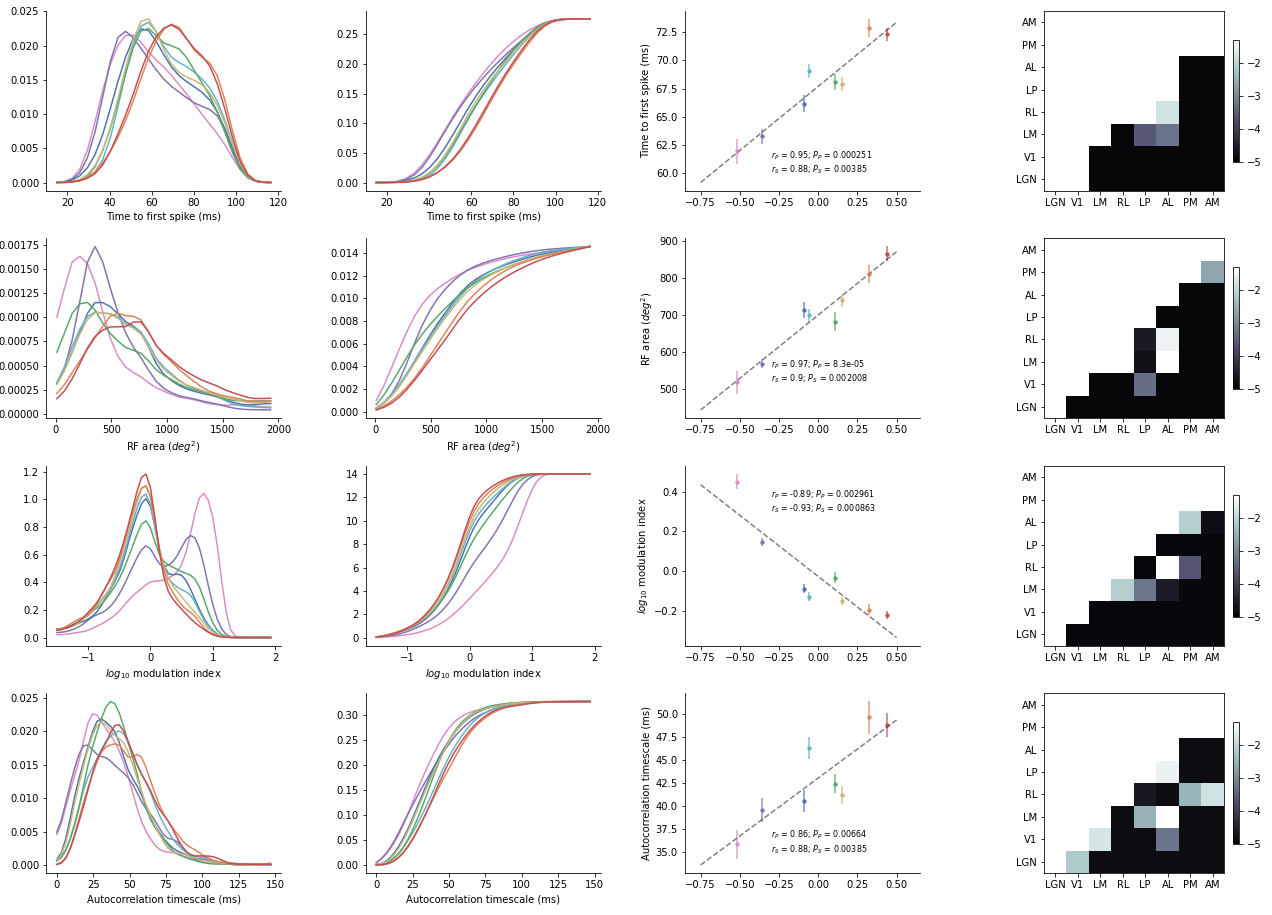 0.025
0.020
0.015
0.010
0.005
0.000
20 40 60 80 100 120
Time to first spike (ms)
0.25
0.20
0.15
0.10
0.05
0.00
20 40 60 80 100 120
Time to first spike (ms)
72.5
70.0
67.5
65.0
62.5
60.0
Time to first spike (ms)
r_P = 0.95; P_P = 0.000251
r_S = 0.88; P_S = 0.00385
−0.75 −0.50 −0.25 0.00 0.25 0.50
AM
PM
AL
LP
RL
LM
V1
LGN
LGN V1 LM RL LP AL PM AM
−2
−3
−4
−5
0.00175
0.00150
0.00125
0.00100
0.00075
0.00050
0.00025
0.00000
0 500 1000 1500 2000
RF area (deg²)
0.014
0.012
0.010
0.008
0.006
0.004
0.002
0.000
0 500 1000 1500 2000
RF area (deg²)
900
800
700
600
500
RF area (deg²)
r_P = 0.97; P_P = 8.3e-05
r_S = 0.9; P_S = 0.002008
−0.75 −0.50 −0.25 0.00 0.25 0.50
AM
PM
AL
LP
RL
LM
V1
LGN
LGN V1 LM RL LP AL PM AM
−2
−3
−4
−5
1.2
1.0
0.8
0.6
0.4
0.2
0.0
−1 0 1 2
log₁₀ modulation index
14
12
10
8
6
4
2
0
−1 0 1 2
log₁₀ modulation index
0.4
0.2
0.0
−0.2
log₁₀ modulation index
r_P = -0.89; P_P = 0.002961
r_S = -0.93; P_S = 0.000863
−0.75 −0.50 −0.25 0.00 0.25 0.50
AM
PM
AL
LP
RL
LM
V1
LGN
LGN V1 LM RL LP AL PM AM
−2
−3
−4
−5
0.025
0.020
0.015
0.010
0.005
0.000
0 25 50 75 100 125 150
Autocorrelation timescale (ms)
0.30
0.25
0.20
0.15
0.10
0.05
0.00
0 25 50 75 100 125 150
Autocorrelation timescale (ms)
50.0
47.5
45.0
42.5
40.0
37.5
35.0
Autocorrelation timescale (ms)
r_P = 0.86; P_P = 0.00664
r_S = 0.88; P_S = 0.00385
−0.75 −0.50 −0.25 0.00 0.25 0.50
AM
PM
AL
LP
RL
LM
V1
LGN
LGN V1 LM RL LP AL PM AM
−2
−3
−4
−5